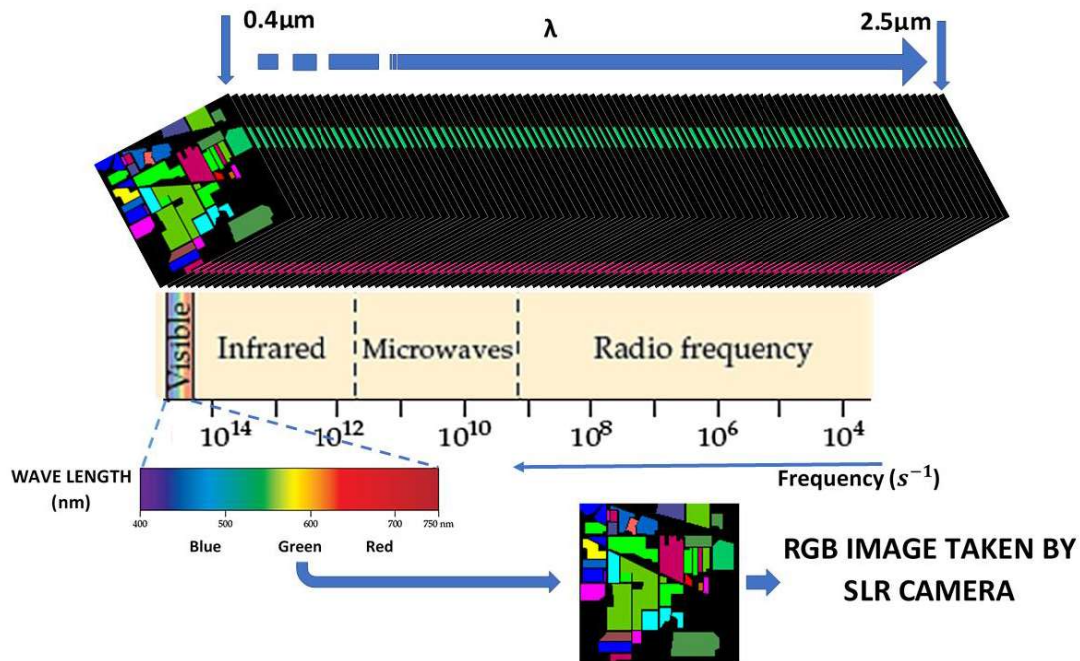 0.4µm
λ
2.5µm
Visible
Infrared
Microwaves
Radio frequency
10¹⁴
10¹²
10¹⁰
10⁸
10⁶
10⁴
WAVE LENGTH
(nm)
Frequency (s⁻¹)
400
500
600
700
750 nm
Blue
Green
Red
RGB IMAGE TAKEN BY
SLR CAMERA